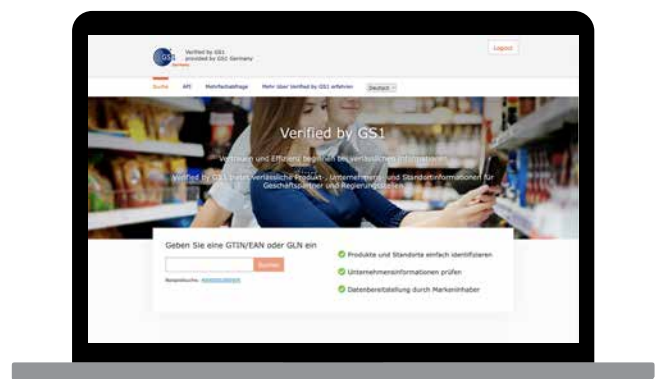 GS1
Germany
Verified by GS1
provided by GS1 Germany
Logout
Suche API Mehrfachabfrage Mehr über Verified by GS1 erfahren Deutsch
Verified by GS1
Vertrauen und Effizienz beginnen bei verlässlichen Informationen.
Verified by GS1 bietet verlässliche Produkt-, Unternehmens- und Standortinformationen für
Geschäftspartner und Regierungsstellen.
Geben Sie eine GTIN/EAN oder GLN ein
Suchen
Beispielsuche:
Produkte und Standorte einfach identifizieren
Unternehmensinformationen prüfen
Datenbereitstellung durch Markeninhaber